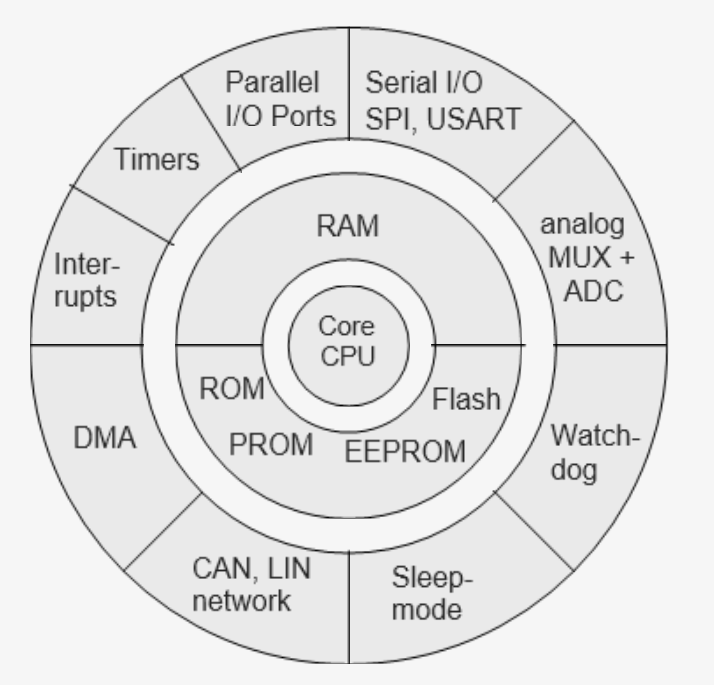 Parallel
I/O Ports
Serial I/O
SPI, USART
Timers
analog
MUX +
ADC
Inter-
rupts
RAM
Core
CPU
ROM
Flash
PROM
EEPROM
DMA
Watch-
dog
CAN, LIN
network
Sleep-
mode